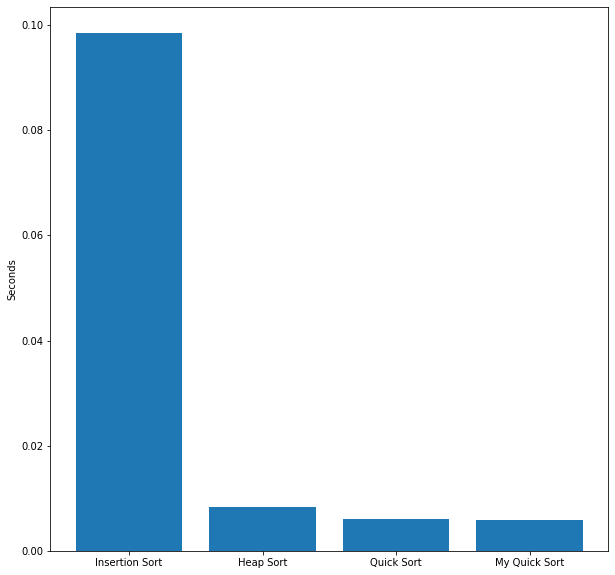 0.10
0.08
0.06
Seconds
0.04
0.02
0.00
Insertion Sort
Heap Sort
Quick Sort
My Quick Sort